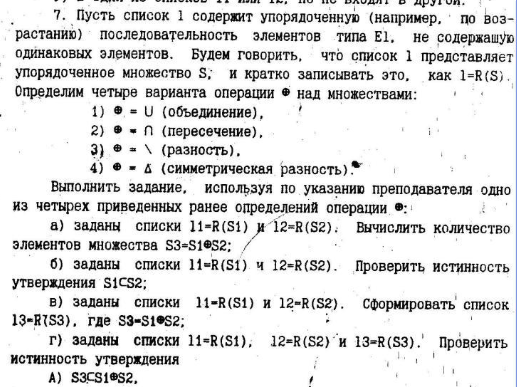 7. Пусть список l содержит упорядоченную (например, по воз-
растанию) последовательность элементов типа E1, не содержащую
одинаковых элементов. Будем говорить, что список l представляет
упорядоченное множество S, и кратко записывать это, как l=R(S).
Определим четыре варианта операции ⊕ над множествами:
1) ⊕ = ∪ (объединение),
2) ⊕ = ∩ (пересечение),
3) ⊕ = \ (разность),
4) ⊕ = Δ (симметрическая разность).
Выполнить задание, используя по указанию преподавателя одно
из четырех приведенных ранее определений операции ⊕:
а) заданы списки l1=R(S1) и l2=R(S2). Вычислить количество
элементов множества S3=S1⊕S2;
б) заданы списки l1=R(S1) и l2=R(S2). Проверить истинность
утверждения S1⊂S2;
в) заданы списки l1=R(S1) и l2=R(S2). Сформировать список
l3=R(S3), где S3=S1⊕S2;
г) заданы списки l1=R(S1), l2=R(S2) и l3=R(S3). Проверить
истинность утверждения
А) S3⊂S1⊕S2,